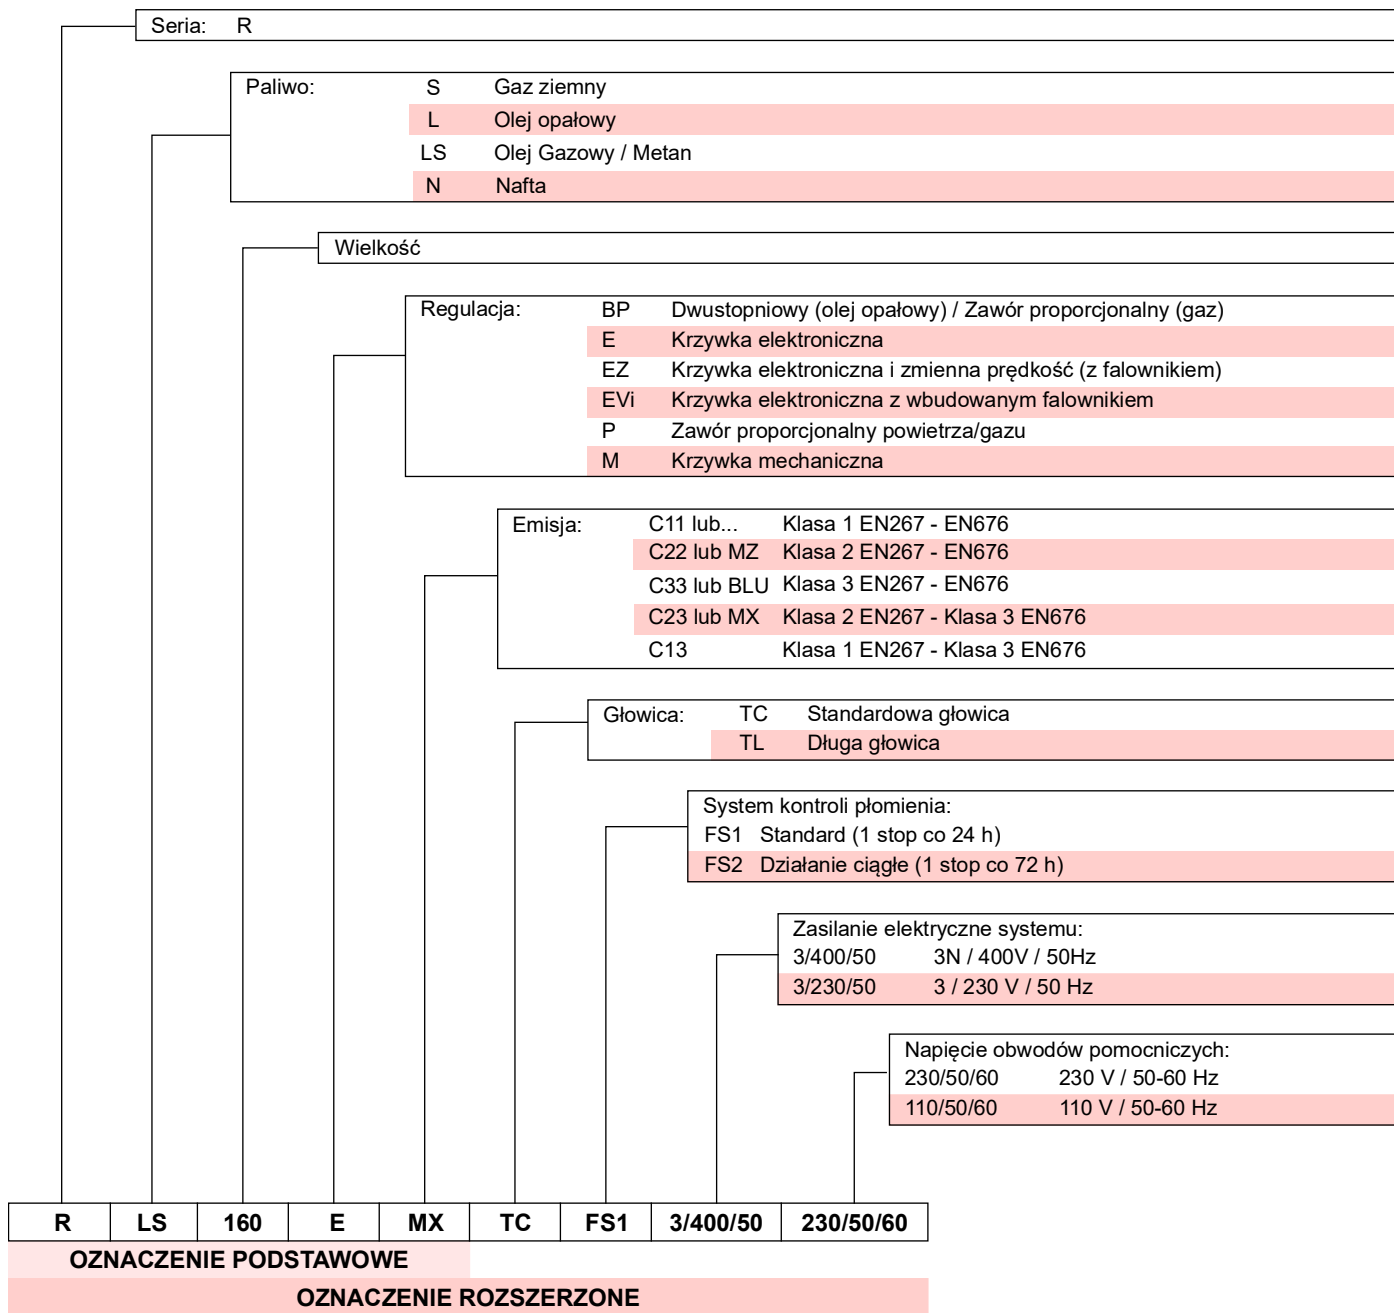 Seria: R
Paliwo: S Gaz ziemny
L Olej opałowy
LS Olej Gazowy / Metan
N Nafta
Wielkość
Regulacja: BP Dwustopniowy (olej opałowy) / Zawór proporcjonalny (gaz)
E Krzywka elektroniczna
EZ Krzywka elektroniczna i zmienna prędkość (z falownikiem)
EVi Krzywka elektroniczna z wbudowanym falownikiem
P Zawór proporcjonalny powietrza/gazu
M Krzywka mechaniczna
Emisja: C11 lub... Klasa 1 EN267 - EN676
C22 lub MZ Klasa 2 EN267 - EN676
C33 lub BLU Klasa 3 EN267 - EN676
C23 lub MX Klasa 2 EN267 - Klasa 3 EN676
C13 Klasa 1 EN267 - Klasa 3 EN676
Głowica: TC Standardowa głowica
TL Długa głowica
System kontroli płomienia:
FS1 Standard (1 stop co 24 h)
FS2 Działanie ciągłe (1 stop co 72 h)
Zasilanie elektryczne systemu:
3/400/50 3N / 400V / 50Hz
3/230/50 3 / 230 V / 50 Hz
Napięcie obwodów pomocniczych:
230/50/60 230 V / 50-60 Hz
110/50/60 110 V / 50-60 Hz
R LS 160 E MX TC FS1 3/400/50 230/50/60
OZNACZENIE PODSTAWOWE
OZNACZENIE ROZSZERZONE